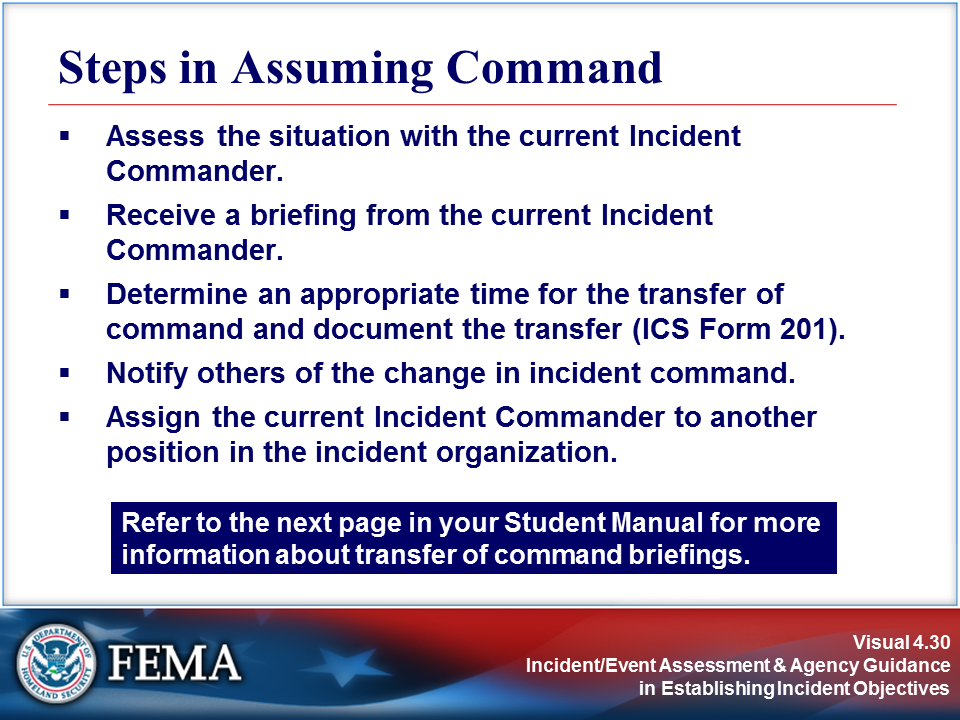 Steps in Assuming Command
▪ Assess the situation with the current Incident
Commander.
▪ Receive a briefing from the current Incident
Commander.
▪ Determine an appropriate time for the transfer of
command and document the transfer (ICS Form 201).
▪ Notify others of the change in incident command.
▪ Assign the current Incident Commander to another
position in the incident organization.
Refer to the next page in your Student Manual for more
information about transfer of command briefings.
U.S. DEPARTMENT OF
HOMELAND SECURITY
FEMA
Visual 4.30
Incident/Event Assessment & Agency Guidance
in Establishing Incident Objectives